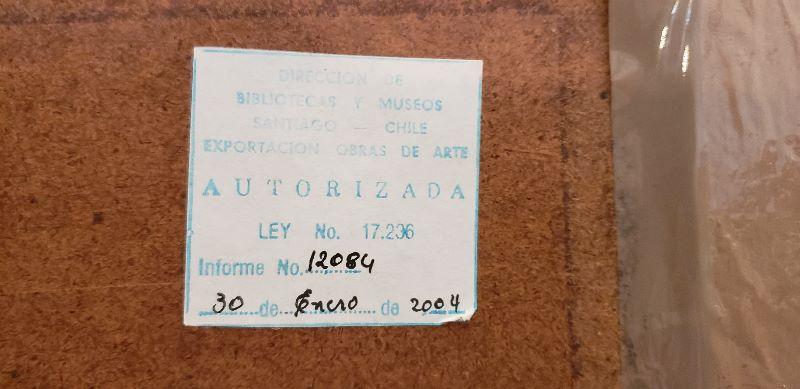 DIRECCION DE
BIBLIOTECAS Y MUSEOS
SANTIAGO — CHILE
EXPORTACION OBRAS DE ARTE
AUTORIZADA
LEY No. 17.236
Informe No. 12084
30 de Enero de 2004